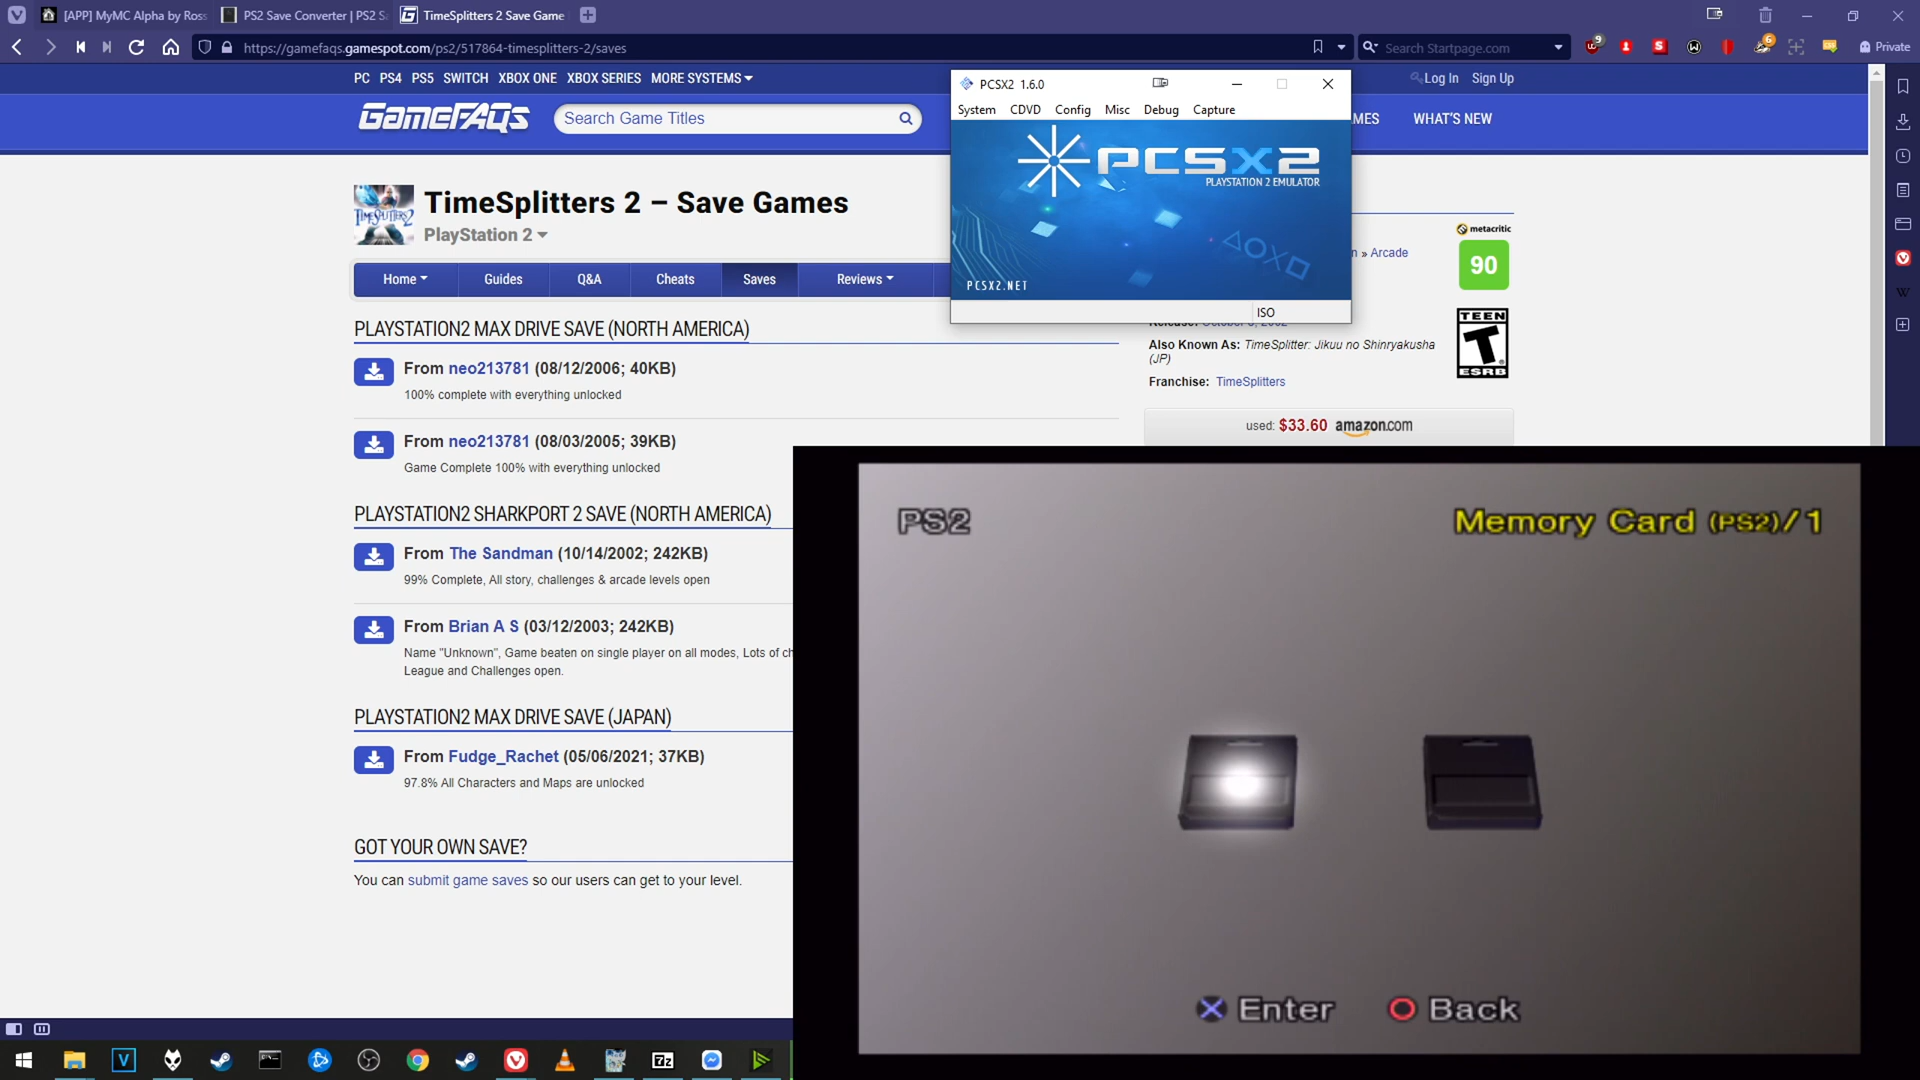 [APP] MyMC Alpha by Ross
PS2 Save Converter | PS2 S
TimeSplitters 2 Save Game
https://gamefaqs.gamespot.com/ps2/517864-timesplitters-2/saves
Search Startpage.com
9
6
Private
PC PS4 PS5 SWITCH XBOX ONE XBOX SERIES MORE SYSTEMS
Log In Sign Up
GameFAQs
Search Game Titles
WHAT'S NEW
PCSX2 1.6.0
System CDVD Config Misc Debug Capture
PCSX2
PLAYSTATION 2 EMULATOR
PCSX2.NET
ISO
TIMESPLITTERS 2
TimeSplitters 2 – Save Games
PlayStation 2
Home Guides Q&A Cheats Saves Reviews
metacritic
» Arcade
90
Also Known As: TimeSplitter: Jikuu no Shinryakusha
(JP)
Franchise: TimeSplitters
TEEN
T
ESRB
used: $33.60 amazon.com
PLAYSTATION2 MAX DRIVE SAVE (NORTH AMERICA)
From neo213781 (08/12/2006; 40KB)
100% complete with everything unlocked
From neo213781 (08/03/2005; 39KB)
Game Complete 100% with everything unlocked
PLAYSTATION2 SHARKPORT 2 SAVE (NORTH AMERICA)
From The Sandman (10/14/2002; 242KB)
99% Complete, All story, challenges & arcade levels open
From Brian A S (03/12/2003; 242KB)
Name "Unknown", Game beaten on single player on all modes, Lots of ch
League and Challenges open.
PLAYSTATION2 MAX DRIVE SAVE (JAPAN)
From Fudge_Rachet (05/06/2021; 37KB)
97.8% All Characters and Maps are unlocked
GOT YOUR OWN SAVE?
You can submit game saves so our users can get to your level.
PS2
Memory Card (PS2)/1
Enter Back
7z